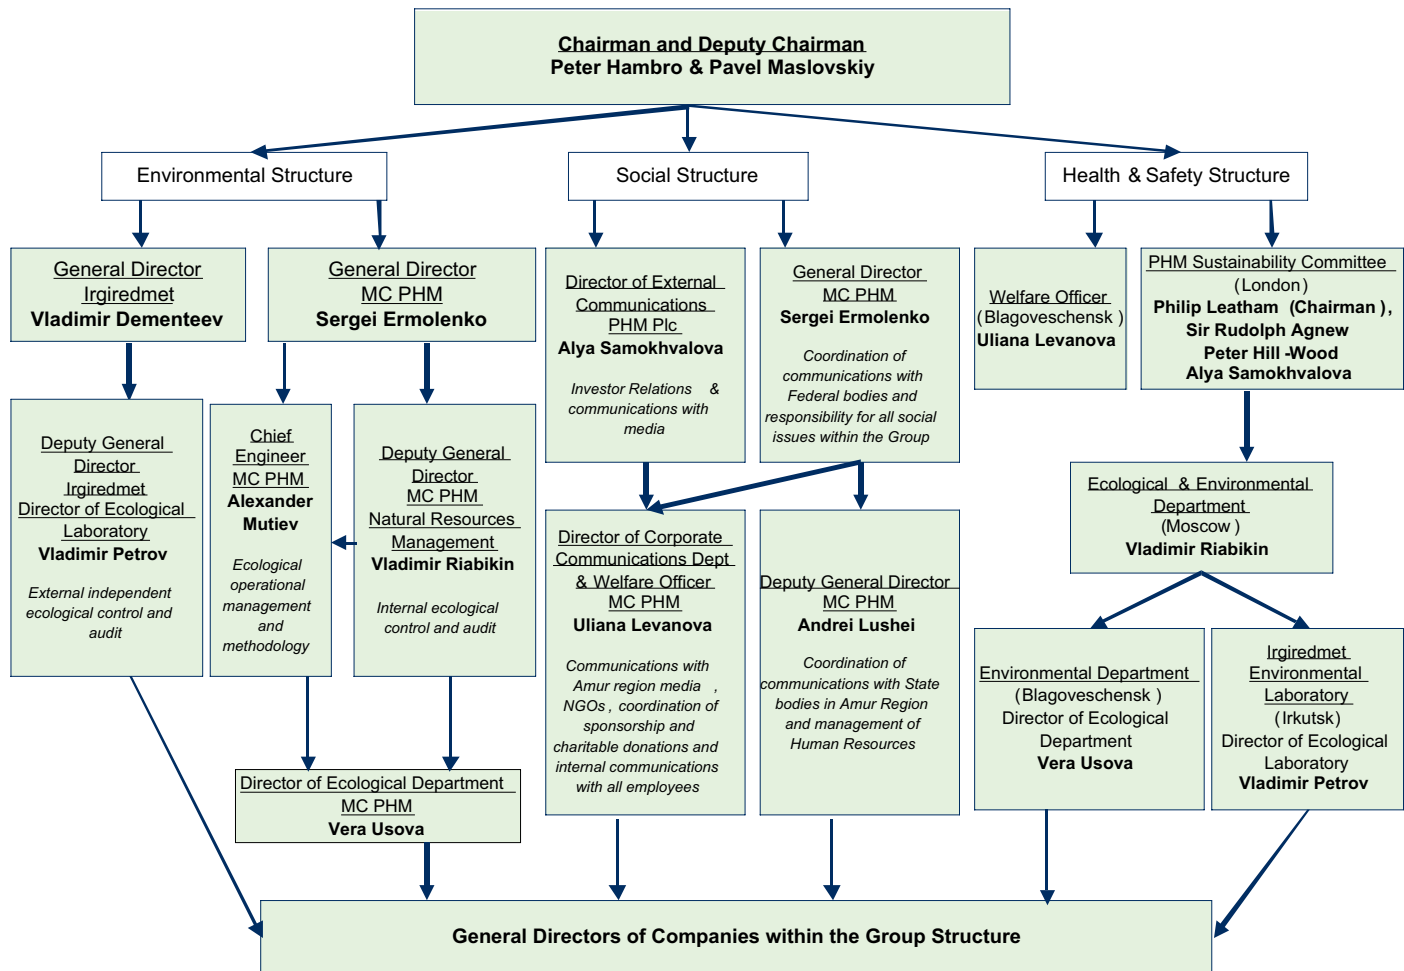 Chairman and Deputy Chairman
Peter Hambro & Pavel Maslovskiy
Environmental Structure
Social Structure
Health & Safety Structure
General Director
Irgiredmet
Vladimir Dementeev
General Director
MC PHM
Sergei Ermolenko
Director of External
Communications
PHM Plc
Alya Samokhvalova
Investor Relations & 
communications with
media
General Director
MC PHM
Sergei Ermolenko
Coordination of
communications with
Federal bodies and
responsibility for all social
issues within the Group
Welfare Officer
(Blagoveschensk)
Uliana Levanova
PHM Sustainability Committee
(London)
Philip Leatham (Chairman),
Sir Rudolph Agnew
Peter Hill -Wood
Alya Samokhvalova
Deputy General
Director
Irgiredmet
Director of Ecological
Laboratory
Vladimir Petrov
External independent
ecological control and
audit
Chief
Engineer
MC PHM
Alexander
Mutiev
Ecological
operational
management
and
methodology
Deputy General
Director
MC PHM
Natural Resources
Management
Vladimir Riabikin
Internal ecological
control and audit
Director of Corporate
Communications Dept
& Welfare Officer
MC PHM
Uliana Levanova
Communications with
Amur region media ,
NGOs, coordination of
sponsorship and
charitable donations and
internal communications
with all employees
Deputy General Director
MC PHM
Andrei Lushei
Coordination of
communications with State
bodies in Amur Region
and management of
Human Resources
Ecological & Environmental
Department
(Moscow)
Vladimir Riabikin
Environmental Department
(Blagoveschensk)
Director of Ecological
Department
Vera Usova
Irgiredmet
Environmental
Laboratory
(Irkutsk)
Director of Ecological
Laboratory
Vladimir Petrov
Director of Ecological Department
MC PHM
Vera Usova
General Directors of Companies within the Group Structure